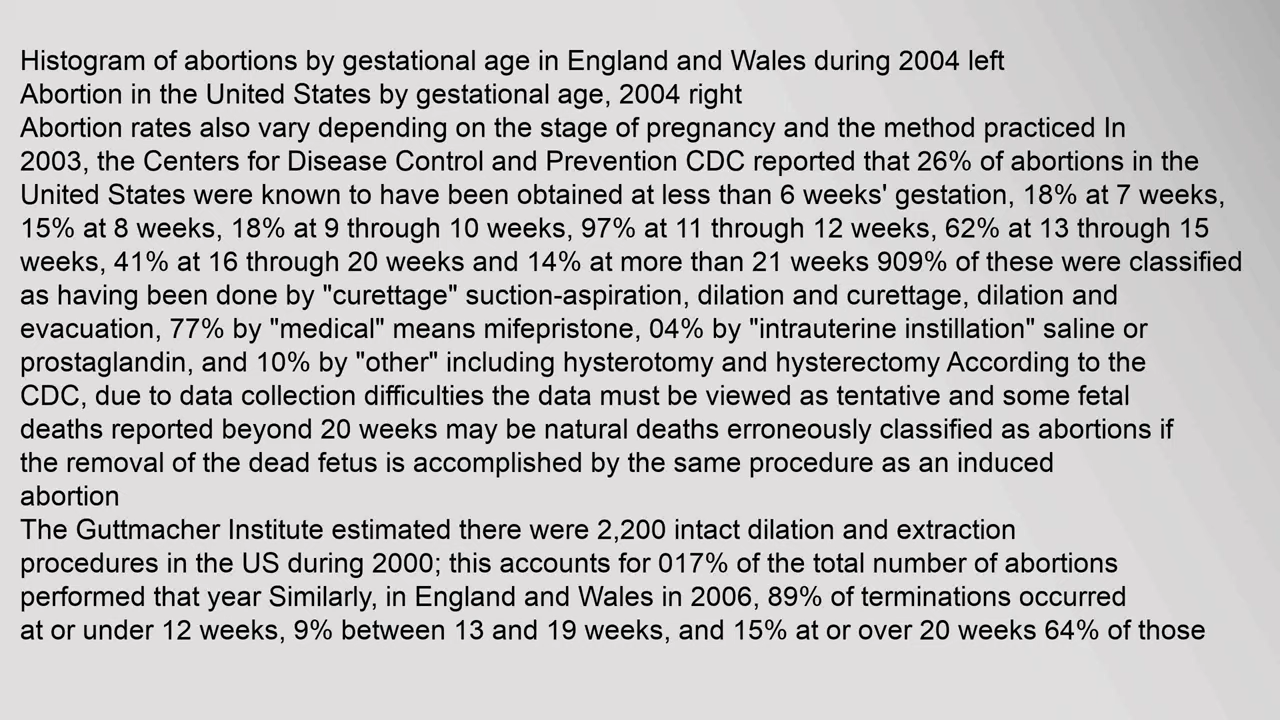 Histogram of abortions by gestational age in England and Wales during 2004 left
Abortion in the United States by gestational age, 2004 right
Abortion rates also vary depending on the stage of pregnancy and the method practiced In
2003, the Centers for Disease Control and Prevention CDC reported that 26% of abortions in the
United States were known to have been obtained at less than 6 weeks' gestation, 18% at 7 weeks,
15% at 8 weeks, 18% at 9 through 10 weeks, 97% at 11 through 12 weeks, 62% at 13 through 15
weeks, 41% at 16 through 20 weeks and 14% at more than 21 weeks 909% of these were classified
as having been done by "curettage" suction-aspiration, dilation and curettage, dilation and
evacuation, 77% by "medical" means mifepristone, 04% by "intrauterine instillation" saline or
prostaglandin, and 10% by "other" including hysterotomy and hysterectomy According to the
CDC, due to data collection difficulties the data must be viewed as tentative and some fetal
deaths reported beyond 20 weeks may be natural deaths erroneously classified as abortions if
the removal of the dead fetus is accomplished by the same procedure as an induced
abortion
The Guttmacher Institute estimated there were 2,200 intact dilation and extraction
procedures in the US during 2000; this accounts for 017% of the total number of abortions
performed that year Similarly, in England and Wales in 2006, 89% of terminations occurred
at or under 12 weeks, 9% between 13 and 19 weeks, and 15% at or over 20 weeks 64% of those